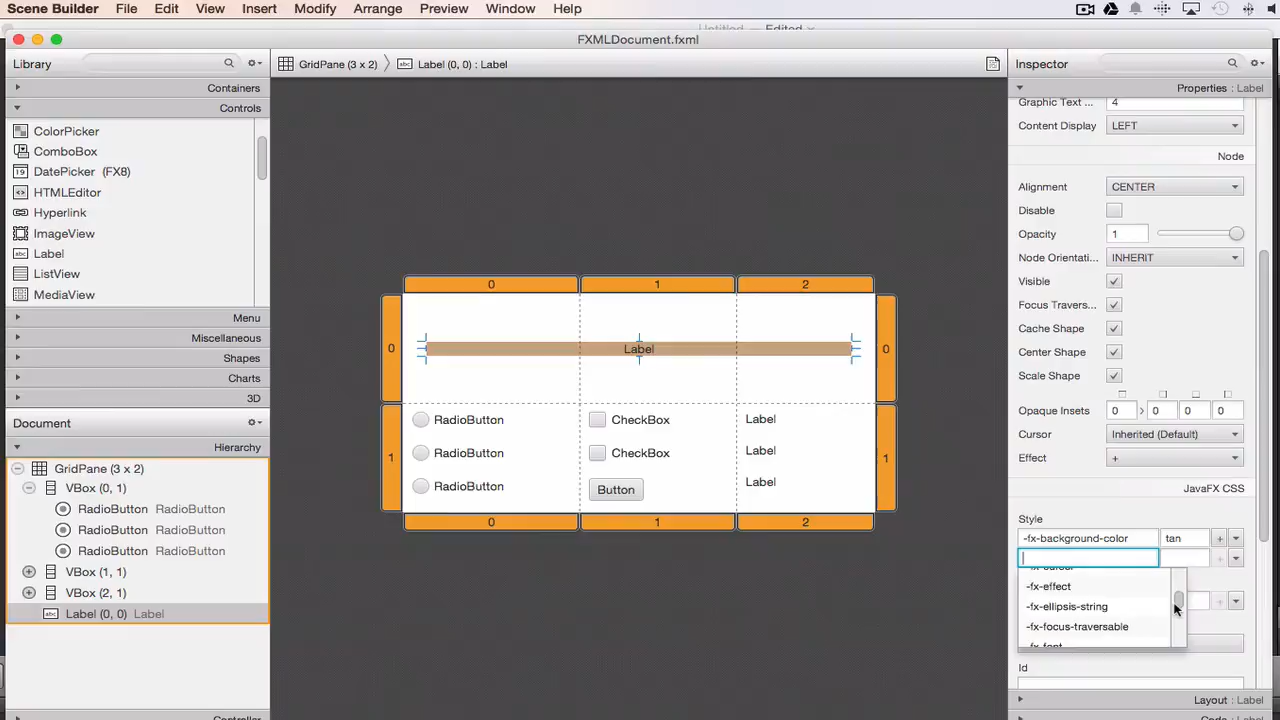 Scene Builder File Edit View Insert Modify Arrange Preview Window Help
FXMLDocument.fxml
Library
Containers
Controls
ColorPicker
ComboBox
DatePicker (FX8)
HTMLEditor
Hyperlink
ImageView
Label
ListView
MediaView
Menu
Miscellaneous
Shapes
Charts
3D
Document
Hierarchy
GridPane (3 x 2)
VBox (0, 1)
RadioButton RadioButton
RadioButton RadioButton
RadioButton RadioButton
VBox (1, 1)
VBox (2, 1)
Label (0, 0) Label
Controller
GridPane (3 x 2) Label (0, 0) : Label
0 1 2
0 Label 0
RadioButton CheckBox Label
RadioButton CheckBox Label
1 1
RadioButton Button Label
0 1 2
Inspector
Properties : Label
Graphic Text ... 4
Content Display LEFT
Node
Alignment CENTER
Disable
Opacity 1
Node Orientati... INHERIT
Visible
Focus Travers...
Cache Shape
Center Shape
Scale Shape
Opaque Insets 0 0 0 0
Cursor Inherited (Default)
Effect +
JavaFX CSS
Style
-fx-background-color tan +
-fx-effect
-fx-ellipsis-string
-fx-focus-traversable
Id
Layout : Label
Code : Label